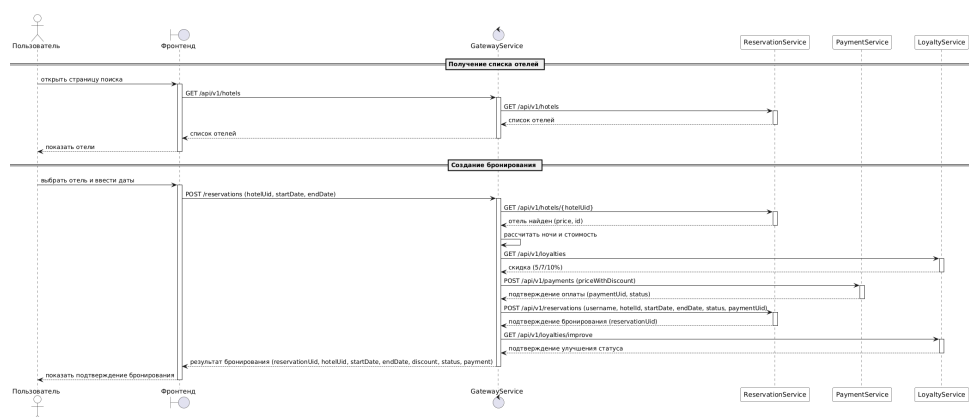 Пользователь
Фронтенд
GatewayService
ReservationService
PaymentService
LoyaltyService
Получение списка отелей
открыть страницу поиска
GET /api/v1/hotels
GET /api/v1/hotels
список отелей
список отелей
показать отели
Создание бронирования
выбрать отель и ввести даты
POST /reservations (hotelUid, startDate, endDate)
GET /api/v1/hotels/{hotelUid}
отель найден (price, id)
рассчитать ночи и стоимость
GET /api/v1/loyalties
скидка (5/7/10%)
POST /api/v1/payments (priceWithDiscount)
подтверждение оплаты (paymentUid, status)
POST /api/v1/reservations (username, hotelId, startDate, endDate, status, paymentUid)
подтверждение бронирования (reservationUid)
GET /api/v1/loyalties/improve
подтверждение улучшения статуса
результат бронирования (reservationUid, hotelUid, startDate, endDate, discount, status, payment)
показать подтверждение бронирования
Пользователь
Фронтенд
GatewayService
ReservationService
PaymentService
LoyaltyService